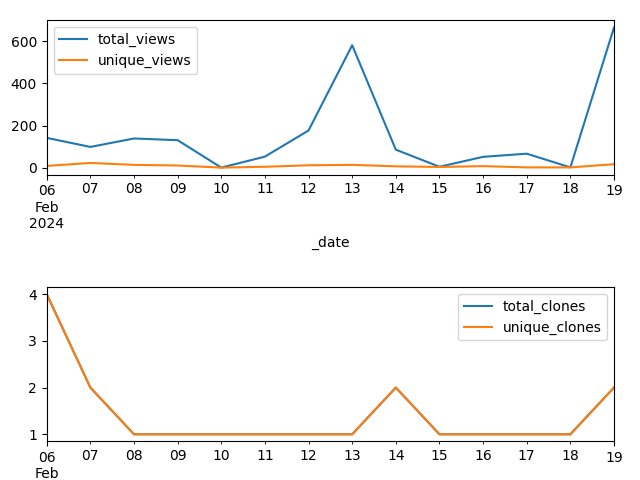 600
400
200
0
total_views
unique_views
06 07 08 09 10 11 12 13 14 15 16 17 18 19
Feb
2024
_date
4
3
2
1
total_clones
unique_clones
06 07 08 09 10 11 12 13 14 15 16 17 18 19
Feb